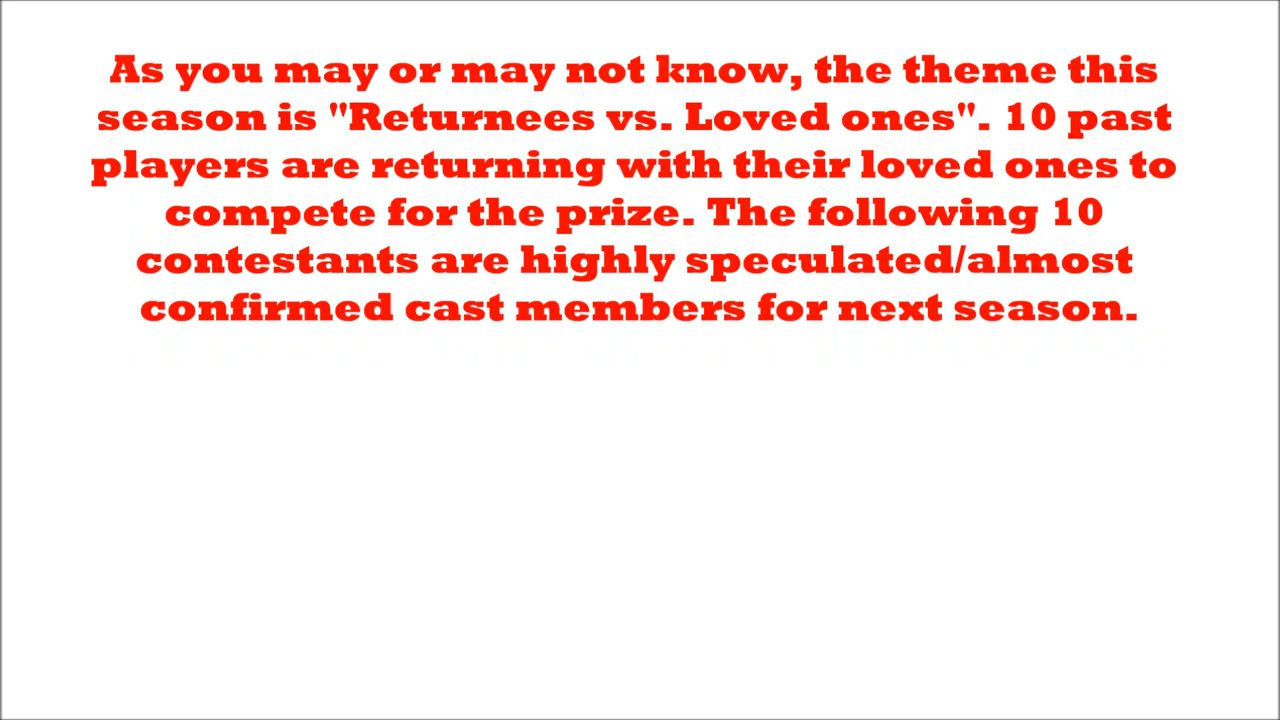 As you may or may not know, the theme this
season is "Returnees vs. Loved ones". 10 past
players are returning with their loved ones to
compete for the prize. The following 10
contestants are highly speculated/almost
confirmed cast members for next season.